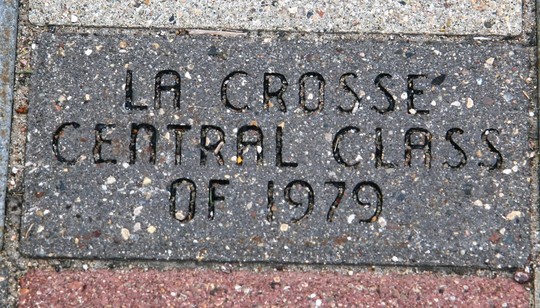 LA CROSSE
CENTRAL CLASS
OF 1979